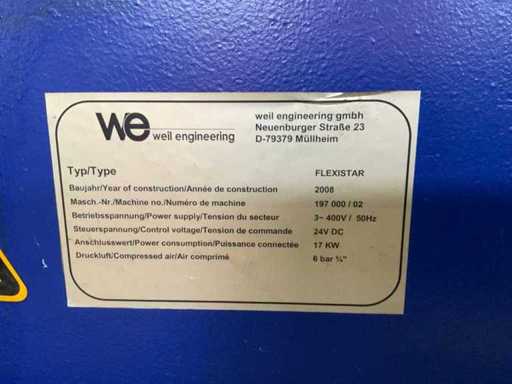 we weil engineering
weil engineering gmbh
Neuenburger Straße 23
D-79379 Müllheim
Typ/Type FLEXISTAR
Baujahr/Year of construction/Année de construction 2008
Masch.-Nr./Machine no./Numéro de machine 197 000 / 02
Betriebsspannung/Power supply/Tension du secteur 3~ 400V / 50Hz
Steuerspannung/Control voltage/Tension de commande 24V DC
Anschlusswert/Power consumption/Puissance connectée 17 KW
Druckluft/Compressed air/Air comprimé 6 bar ¾"